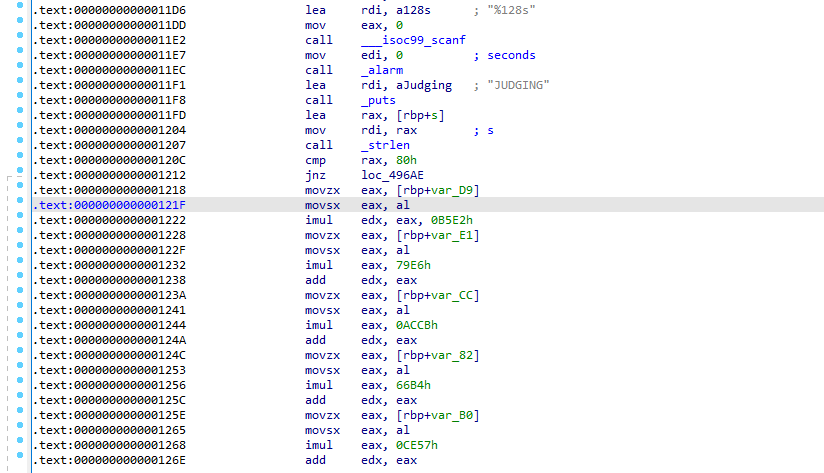 .text:00000000000011D6 lea rdi, a128s ; "%128s"
.text:00000000000011DD mov eax, 0
.text:00000000000011E2 call ___isoc99_scanf
.text:00000000000011E7 mov edi, 0 ; seconds
.text:00000000000011EC call _alarm
.text:00000000000011F1 lea rdi, aJudging ; "JUDGING"
.text:00000000000011F8 call _puts
.text:00000000000011FD lea rax, [rbp+s]
.text:0000000000001204 mov rdi, rax ; s
.text:0000000000001207 call _strlen
.text:000000000000120C cmp rax, 80h
.text:0000000000001212 jnz loc_496AE
.text:0000000000001218 movzx eax, [rbp+var_D9]
.text:000000000000121F movsx eax, al
.text:0000000000001222 imul edx, eax, 0B5E2h
.text:0000000000001228 movzx eax, [rbp+var_E1]
.text:000000000000122F movsx eax, al
.text:0000000000001232 imul eax, 79E6h
.text:0000000000001238 add edx, eax
.text:000000000000123A movzx eax, [rbp+var_CC]
.text:0000000000001241 movsx eax, al
.text:0000000000001244 imul eax, 0ACCBh
.text:000000000000124A add edx, eax
.text:000000000000124C movzx eax, [rbp+var_82]
.text:0000000000001253 movsx eax, al
.text:0000000000001256 imul eax, 66B4h
.text:000000000000125C add edx, eax
.text:000000000000125E movzx eax, [rbp+var_B0]
.text:0000000000001265 movsx eax, al
.text:0000000000001268 imul eax, 0CE57h
.text:000000000000126E add edx, eax